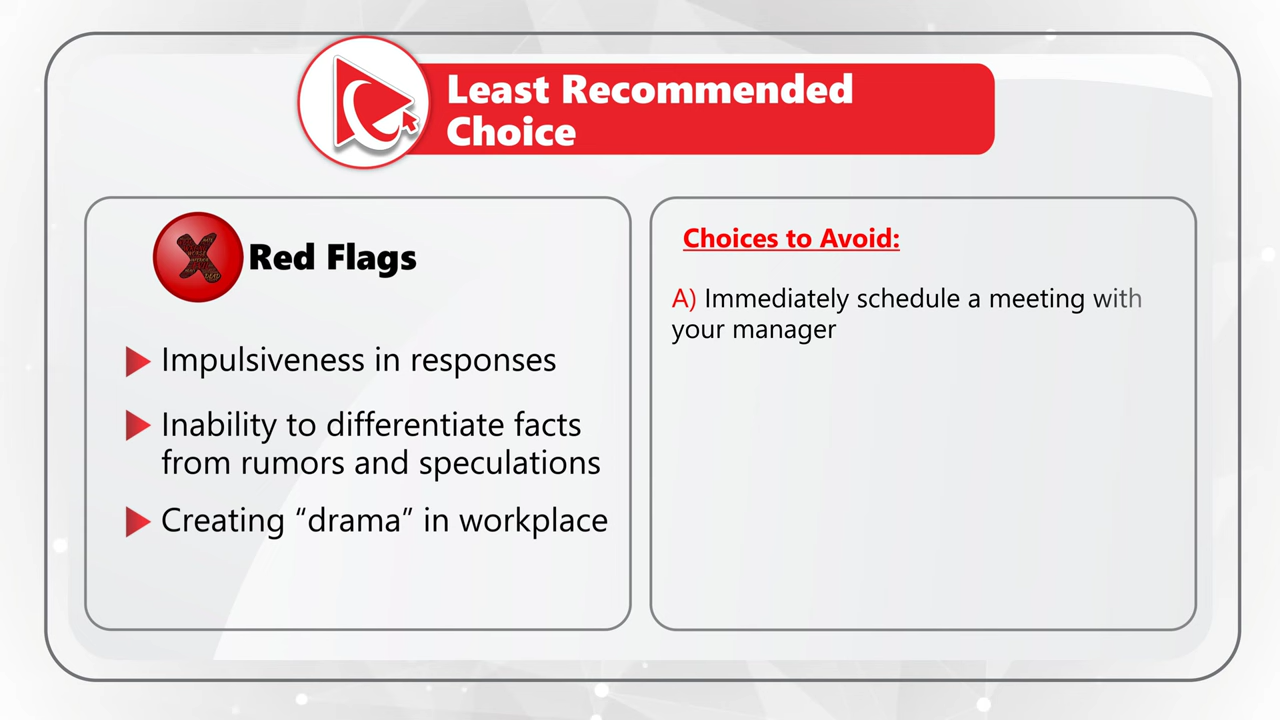 Least Recommended
Choice
Red Flags
Impulsiveness in responses
Inability to differentiate facts
from rumors and speculations
Creating “drama” in workplace
Choices to Avoid:
A) Immediately schedule a meeting with
your manager